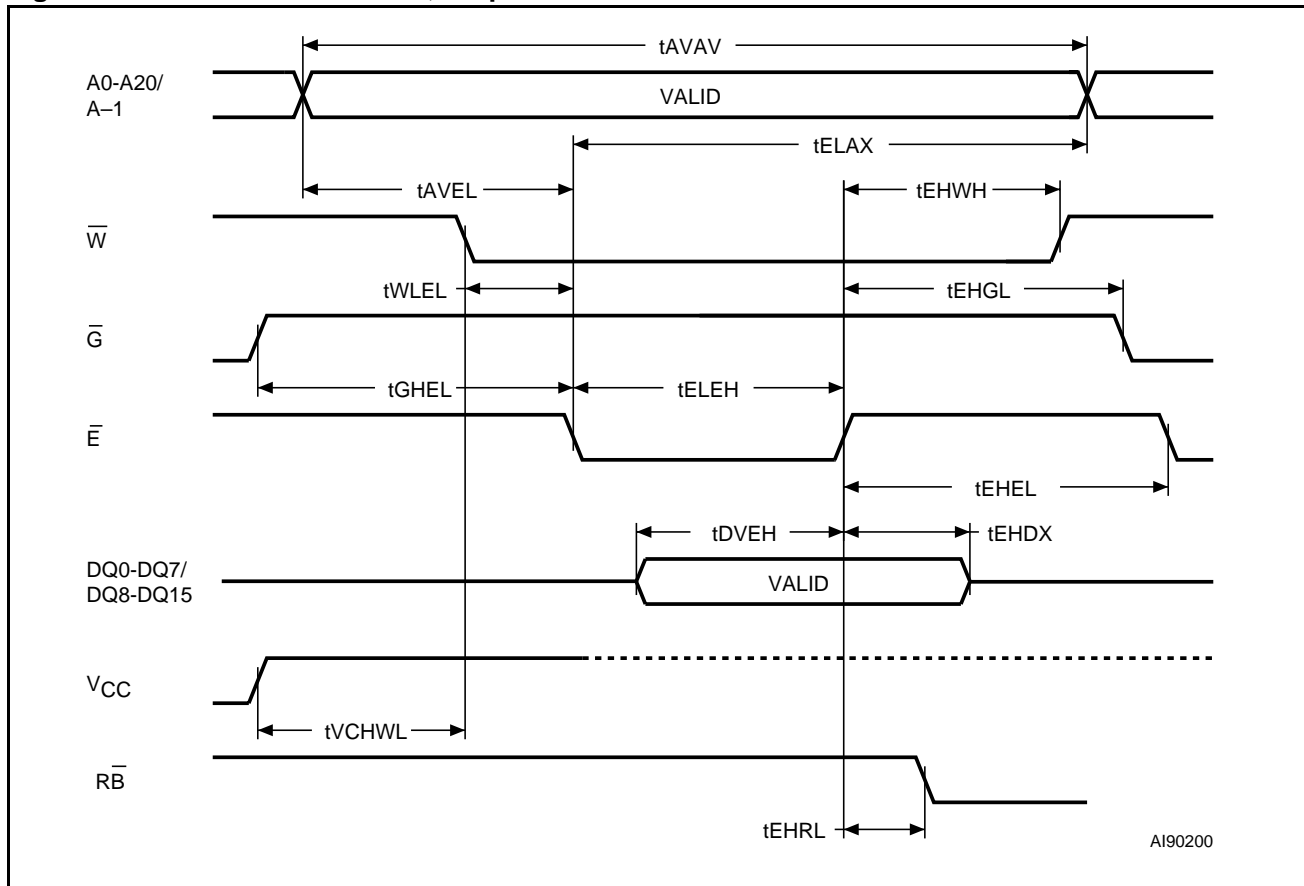 tAVAV
A0-A20/
A–1
VALID
tELAX
tAVEL
tEHWH
W̅
tWLEL
tEHGL
G̅
tGHEL
tELEH
E̅
tEHEL
tDVEH
tEHDX
DQ0-DQ7/
DQ8-DQ15
VALID
VCC
tVCHWL
RB̅
tEHRL
AI90200